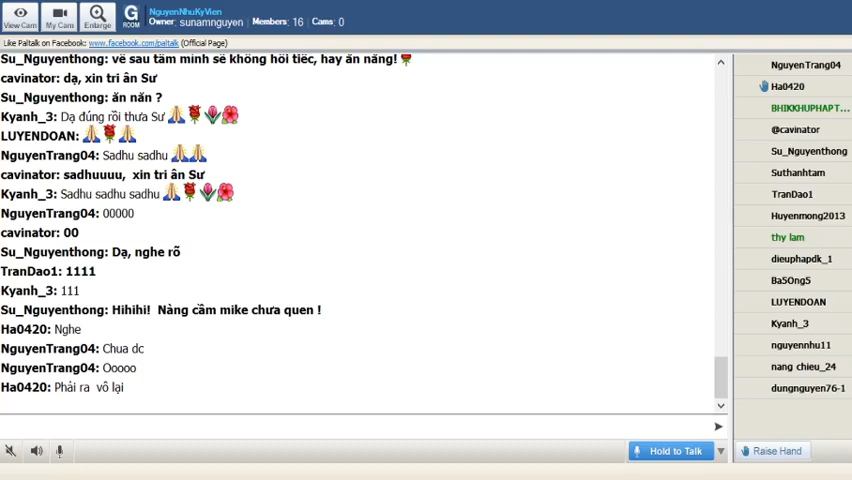 View Cam
My Cam
Enlarge
G
ROOM
NguyenNhuKyVien
Owner: sunamnguyen Members: 16 Cams: 0
Like Paltalk on Facebook: www.facebook.com/paltalk (Official Page)
Su_Nguyenthong: về sau tâm mình sẽ không hối tiếc, hay ăn năng!
cavinator: dạ, xin tri ân Sư
Su_Nguyenthong: ăn năn ?
Kyanh_3: Dạ đúng rồi thưa Sư
LUYENDOAN:
NguyenTrang04: Sadhu sadhu
cavinator: sadhuuuu, xin tri ân Sư
Kyanh_3: Sadhu sadhu sadhu
NguyenTrang04: 00000
cavinator: 00
Su_Nguyenthong: Dạ, nghe rõ
TranDao1: 1111
Kyanh_3: 111
Su_Nguyenthong: Hihihi! Nàng cầm mike chưa quen !
Ha0420: Nghe
NguyenTrang04: Chua dc
NguyenTrang04: Ooooo
Ha0420: Phải ra vô lại
Hold to Talk
NguyenTrang04
Ha0420
BHIKKHUPHAPT...
@cavinator
Su_Nguyenthong
Suthanhtam
TranDao1
Huyenmong2013
thy lam
dieuphapdk_1
Ba5Ong5
LUYENDOAN
Kyanh_3
nguyennhu11
nang chieu_24
dungnguyen76-1
Raise Hand